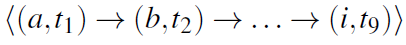 ⟨(a,t₁) → (b,t₂) → … → (i,t₉)⟩